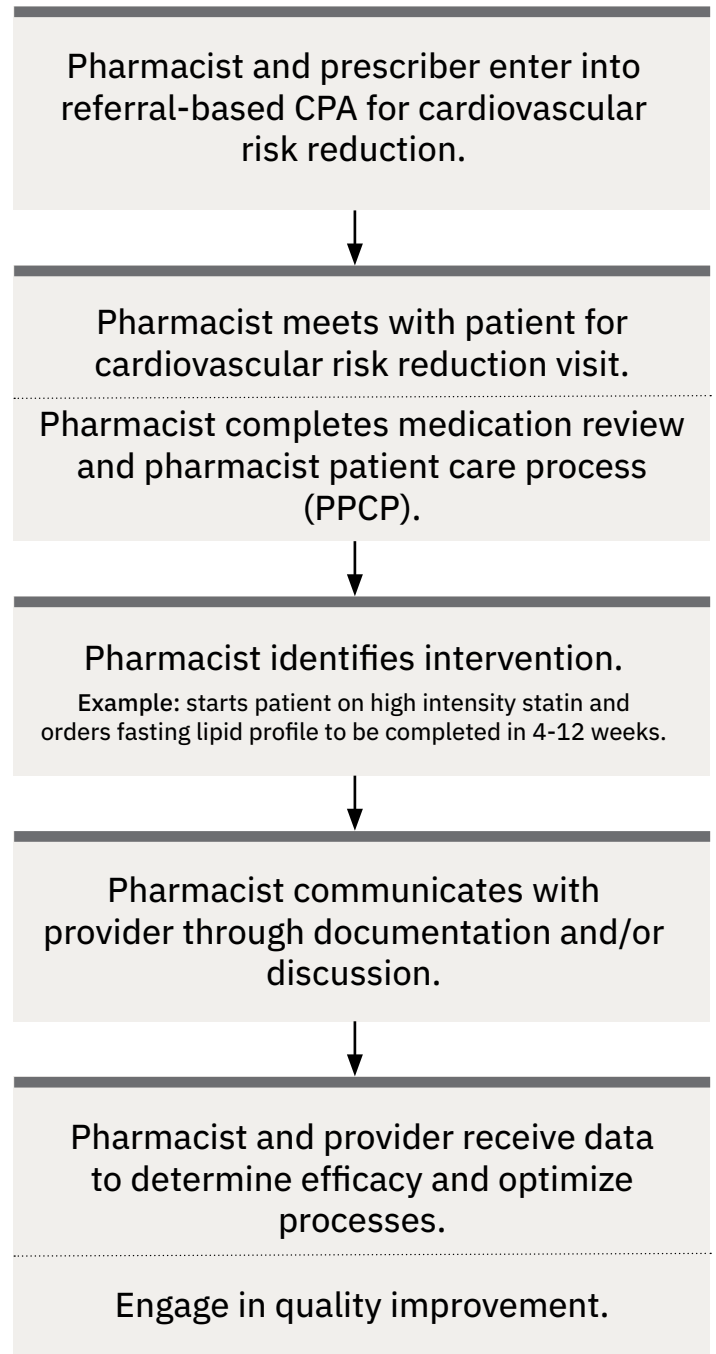 Pharmacist and prescriber enter into
referral-based CPA for cardiovascular
risk reduction.
Pharmacist meets with patient for
cardiovascular risk reduction visit.
Pharmacist completes medication review
and pharmacist patient care process
(PPCP).
Pharmacist identifies intervention.
Example: starts patient on high intensity statin and
orders fasting lipid profile to be completed in 4-12 weeks.
Pharmacist communicates with
provider through documentation and/or
discussion.
Pharmacist and provider receive data
to determine efficacy and optimize
processes.
Engage in quality improvement.